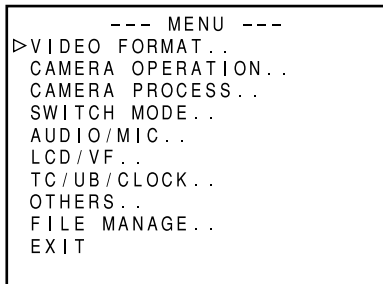 --- MENU ---
▷VIDEO FORMAT..
CAMERA OPERATION..
CAMERA PROCESS..
SWITCH MODE..
AUDIO/MIC..
LCD/VF..
TC/UB/CLOCK..
OTHERS..
FILE MANAGE..
EXIT